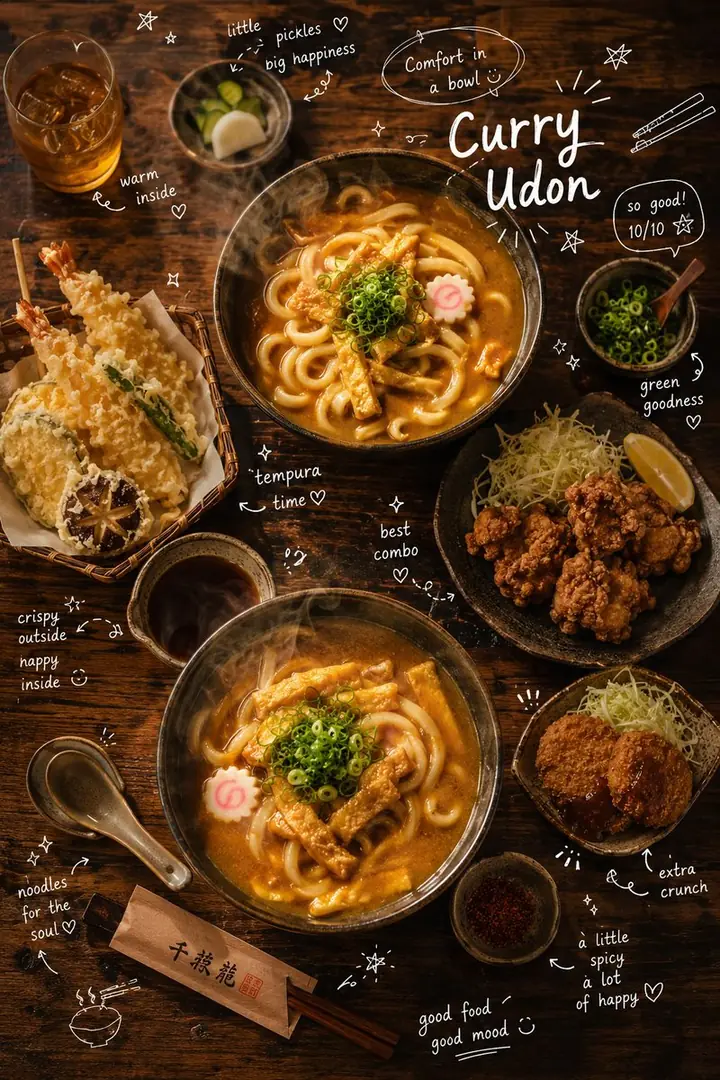 little
pickles
big happiness
Comfort in
a bowl
Curry
Udon
so good!
10/10
warm
inside
green
goodness
tempura
time
best
combo
crispy
outside
happy
inside
extra
crunch
noodles
for the
soul
a little
spicy
à lot
of happy
good food
good mood